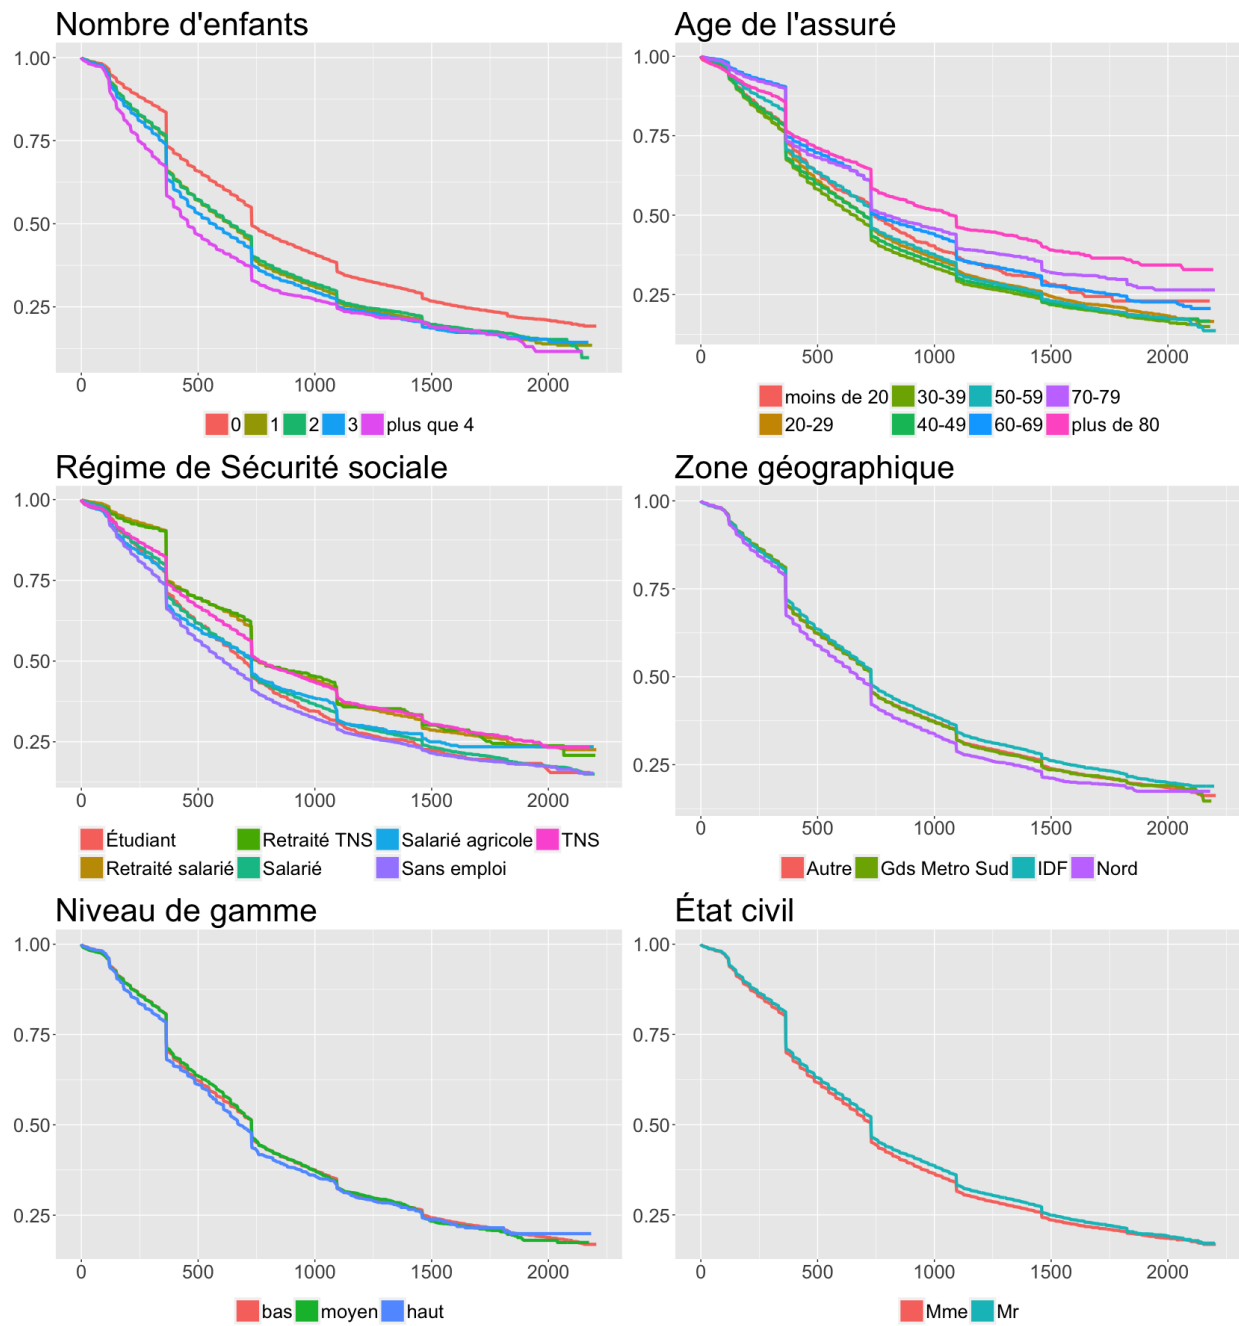 Nombre d'enfants
1.00
0.75
0.50
0.25
0 500 1000 1500 2000
0 1 2 3 plus que 4
Age de l'assuré
1.00
0.75
0.50
0.25
0 500 1000 1500 2000
moins de 20 30-39 50-59 70-79
20-29 40-49 60-69 plus de 80
Régime de Sécurité sociale
1.00
0.75
0.50
0.25
0 500 1000 1500 2000
Étudiant Retraité TNS Salarié agricole TNS
Retraité salarié Salarié Sans emploi
Zone géographique
1.00
0.75
0.50
0.25
0 500 1000 1500 2000
Autre Gds Metro Sud IDF Nord
Niveau de gamme
1.00
0.75
0.50
0.25
0 500 1000 1500 2000
bas moyen haut
État civil
1.00
0.75
0.50
0.25
0 500 1000 1500 2000
Mme Mr